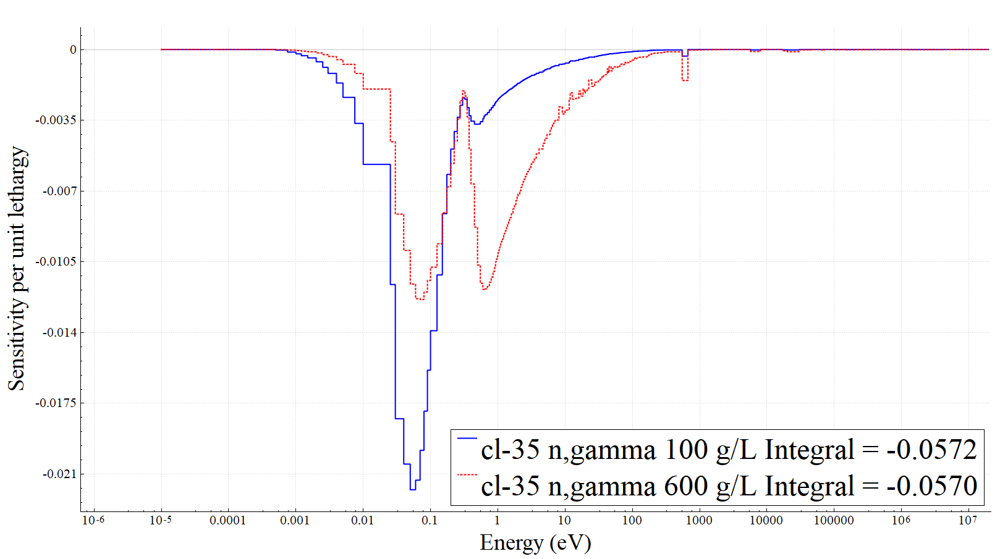 0
-0.0035
-0.007
-0.0105
-0.014
-0.0175
-0.021
Sensitivity per unit lethargy
cl-35 n,gamma 100 g/L Integral = -0.0572
cl-35 n,gamma 600 g/L Integral = -0.0570
10⁻⁶ 10⁻⁵ 0.0001 0.001 0.01 0.1 1 10 100 1000 10000 100000 10⁶ 10⁷
Energy (eV)